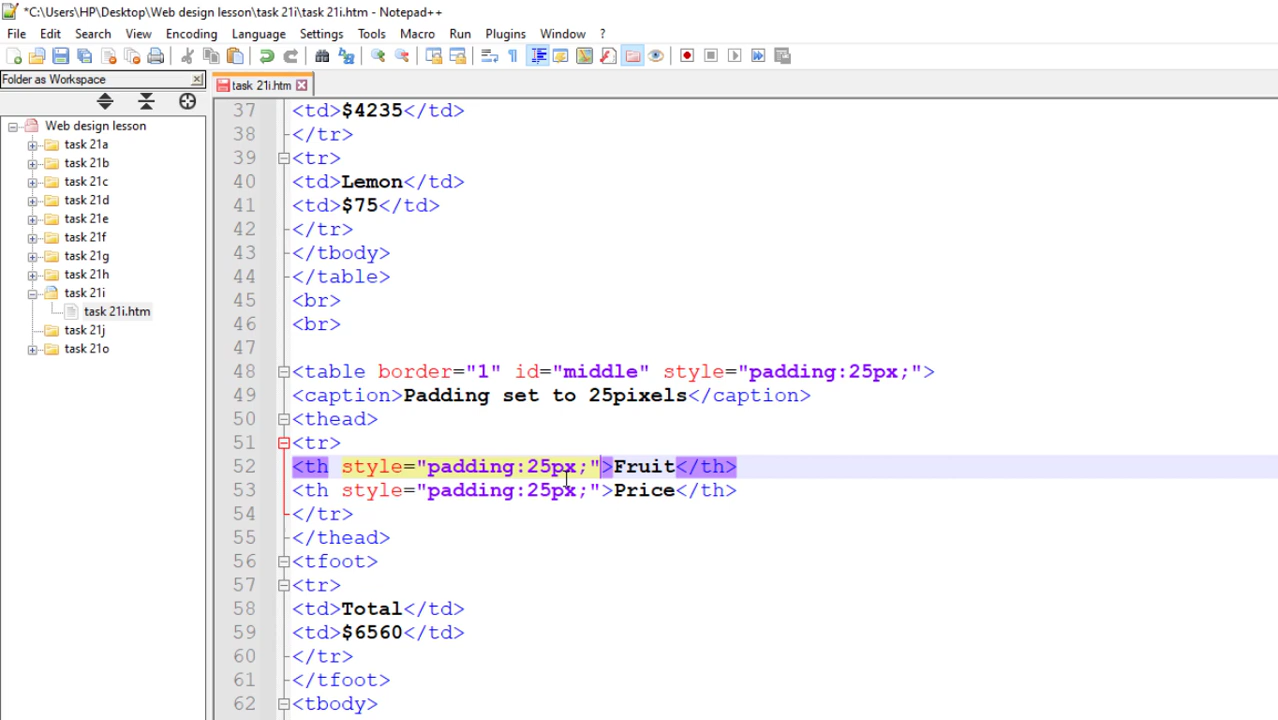 *C:\Users\HP\Desktop\Web design lesson\task 21i\task 21i.htm - Notepad++
File Edit Search View Encoding Language Settings Tools Macro Run Plugins Window ?
Folder as Workspace
task 21i.htm
Web design lesson
task 21a
task 21b
task 21c
task 21d
task 21e
task 21f
task 21g
task 21h
task 21i
task 21i.htm
task 21j
task 21o
37 <td>$4235</td>
38 </tr>
39 <tr>
40 <td>Lemon</td>
41 <td>$75</td>
42 </tr>
43 </tbody>
44 </table>
45 <br>
46 <br>
47
48 <table border="1" id="middle" style="padding:25px;">
49 <caption>Padding set to 25pixels</caption>
50 <thead>
51 <tr>
52 <th style="padding:25px;">Fruit</th>
53 <th style="padding:25px;">Price</th>
54 </tr>
55 </thead>
56 <tfoot>
57 <tr>
58 <td>Total</td>
59 <td>$6560</td>
60 </tr>
61 </tfoot>
62 <tbody>